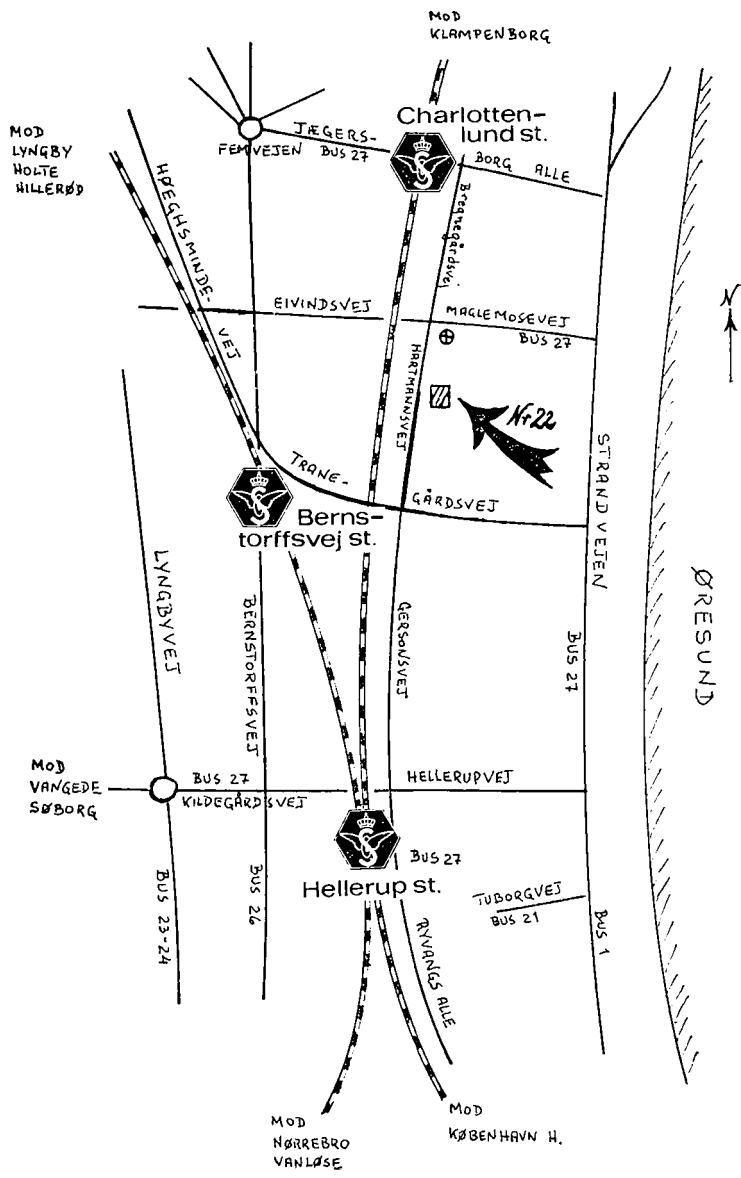 MOD
KLAMPENBORG
MOD
LYNGBY
HOLTE
HILLERØD
FEMVEJEN
JÆGERS-
BUS 27
Charlotten-
lund st.
BORG ALLE
HØEGHSMINDE-
VEJ
Bregnegårdsvej
EIVINDSVEJ
MAGLEMOSEVEJ
BUS 27
N
HARTMANNSVEJ
Nr 22
TRANE-
GÅRDSVEJ
STRANDVEJEN
Berns-
torffsvej st.
LYNGBYVEJ
BERNSTORFFSVEJ
GERSONSVEJ
BUS 27
ØRESUND
MOD
VANGEDE
SØBORG
BUS 27
KILDEGÅRDSVEJ
HELLERUPVEJ
BUS 27
Hellerup st.
BUS 23-24
BUS 26
TUBORGVEJ
BUS 21
BUS 1
RYVANGS ALLE
MOD
NØRREBRO
VANLØSE
MOD
KØBENHAVN H.